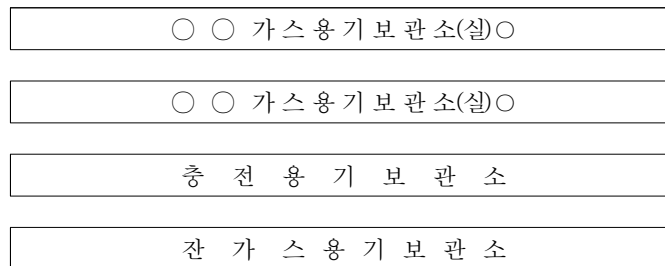 ○ ○ 가 스 용 기 보 관 소(실)○
○ ○ 가 스 용 기 보 관 소(실)○
충 전 용 기 보 관 소
잔 가 스 용 기 보 관 소